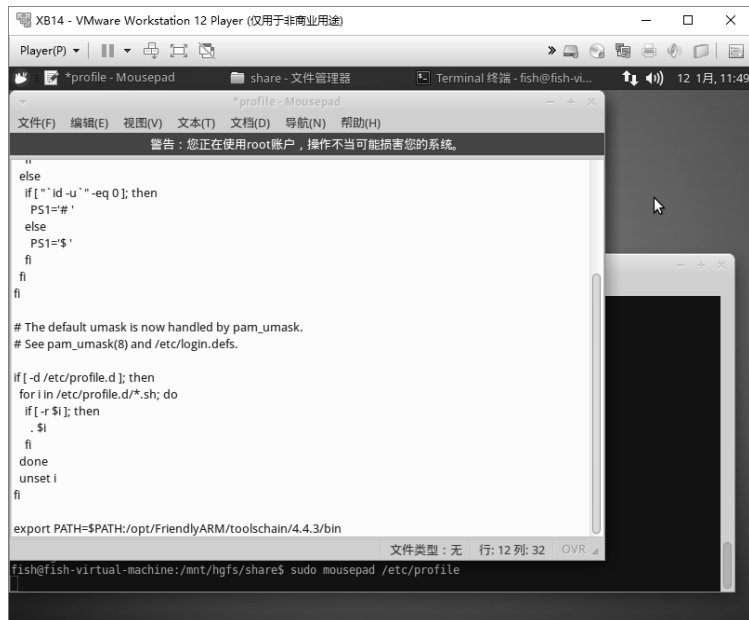 XB14 - VMware Workstation 12 Player (仅用于非商业用途)
Player(P)
*profile - Mousepad
share - 文件管理器
Terminal 终端 - fish@fish-vi...
12 1月, 11:49
*profile - Mousepad
文件(F) 编辑(E) 视图(V) 文本(T) 文档(D) 导航(N) 帮助(H)
警告：您正在使用root账户，操作不当可能损害您的系统。
fi
else
if [ "`id -u`" -eq 0 ]; then
PS1='# '
else
PS1='$ '
fi
fi
fi
# The default umask is now handled by pam_umask.
# See pam_umask(8) and /etc/login.defs.
if [ -d /etc/profile.d ]; then
for i in /etc/profile.d/*.sh; do
if [ -r $i ]; then
. $i
fi
done
unset i
fi
export PATH=$PATH:/opt/FriendlyARM/toolchain/4.4.3/bin
文件类型：无 行: 12 列: 32 OVR
fish@fish-virtual-machine:/mnt/hgfs/share$ sudo mousepad /etc/profile